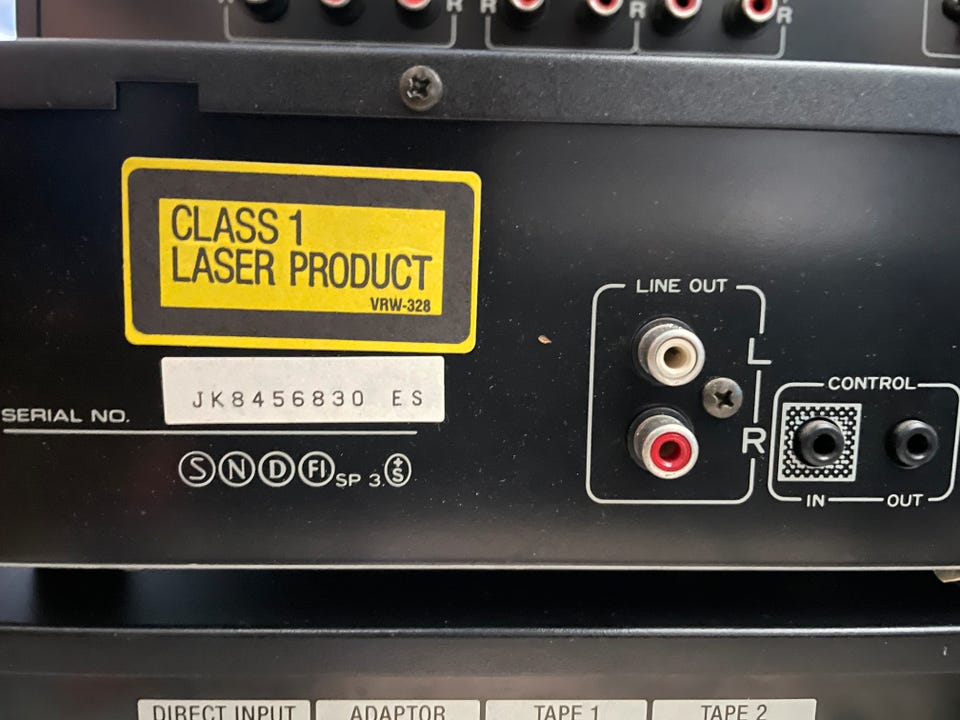 R R R R
CLASS 1
LASER PRODUCT
VRW-328
SERIAL NO. JK8456830 ES
S N D FI SP 3. +S
LINE OUT
L
R
CONTROL
IN OUT
DIRECT INPUT ADAPTOR TAPE 1 TAPE 2